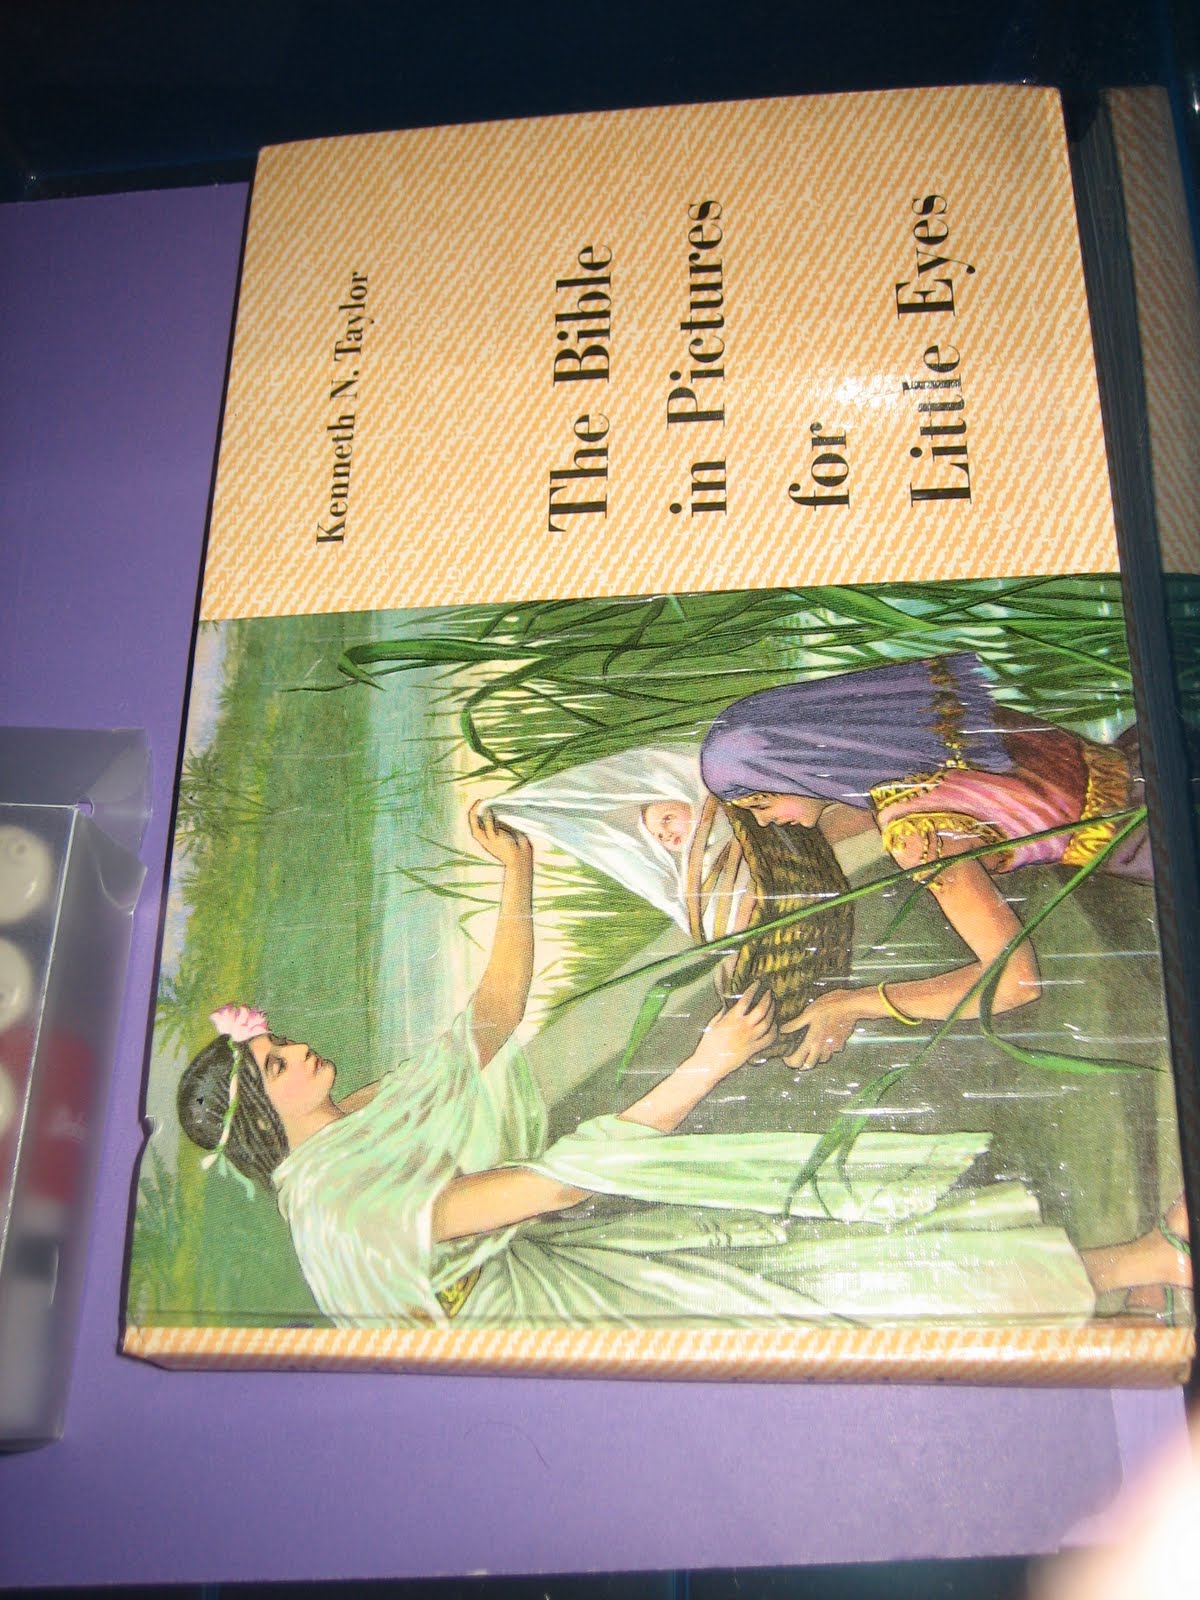 Kenneth N. Taylor
The Bible
in Pictures
for
Little Eyes